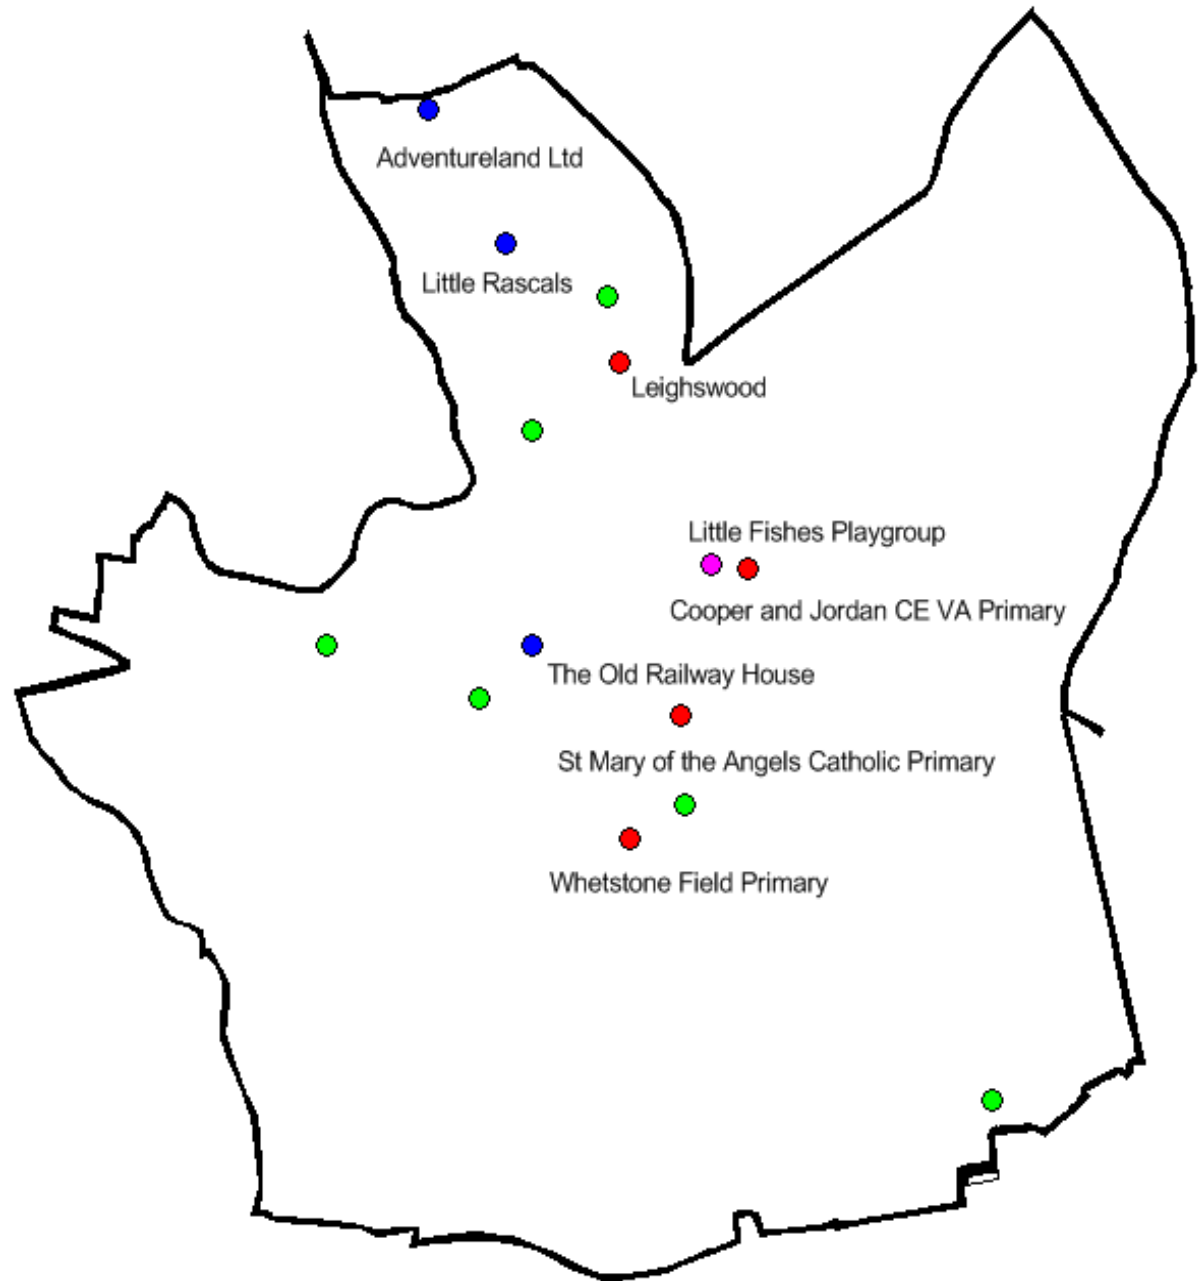 Adventureland Ltd
Little Rascals
Leighswood
Little Fishes Playgroup
Cooper and Jordan CE VA Primary
The Old Railway House
St Mary of the Angels Catholic Primary
Whetstone Field Primary